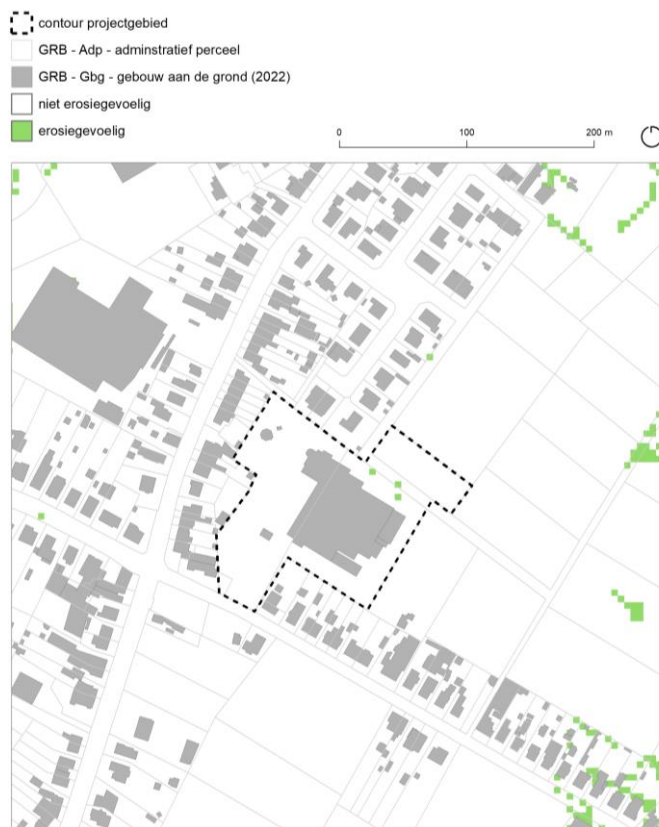 contour projectgebied
GRB - Adp - adminstratief perceel
GRB - Gbg - gebouw aan de grond (2022)
niet erosiegevoelig
erosiegevoelig
0 100 200 m